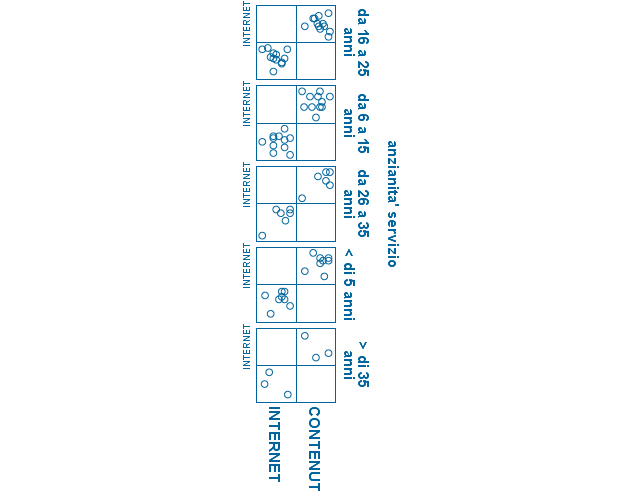 anzianita' servizio
da 16 a 25
anni
da 6 a 15
anni
da 26 a 35
anni
< di 5 anni
> di 35
anni
INTERNET
INTERNET
INTERNET
INTERNET
INTERNET
CONTENUT
INTERNET